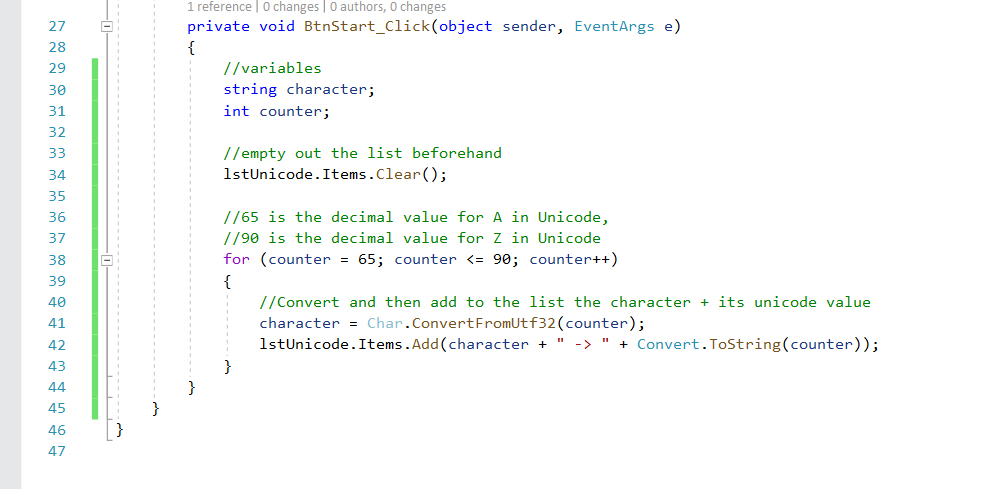 1 reference | 0 changes | 0 authors, 0 changes
27 private void BtnStart_Click(object sender, EventArgs e)
28 {
29 //variables
30 string character;
31 int counter;
32
33 //empty out the list beforehand
34 lstUnicode.Items.Clear();
35
36 //65 is the decimal value for A in Unicode,
37 //90 is the decimal value for Z in Unicode
38 for (counter = 65; counter <= 90; counter++)
39 {
40 //Convert and then add to the list the character + its unicode value
41 character = Char.ConvertFromUtf32(counter);
42 lstUnicode.Items.Add(character + " -> " + Convert.ToString(counter));
43 }
44 }
45 }
46 }
47